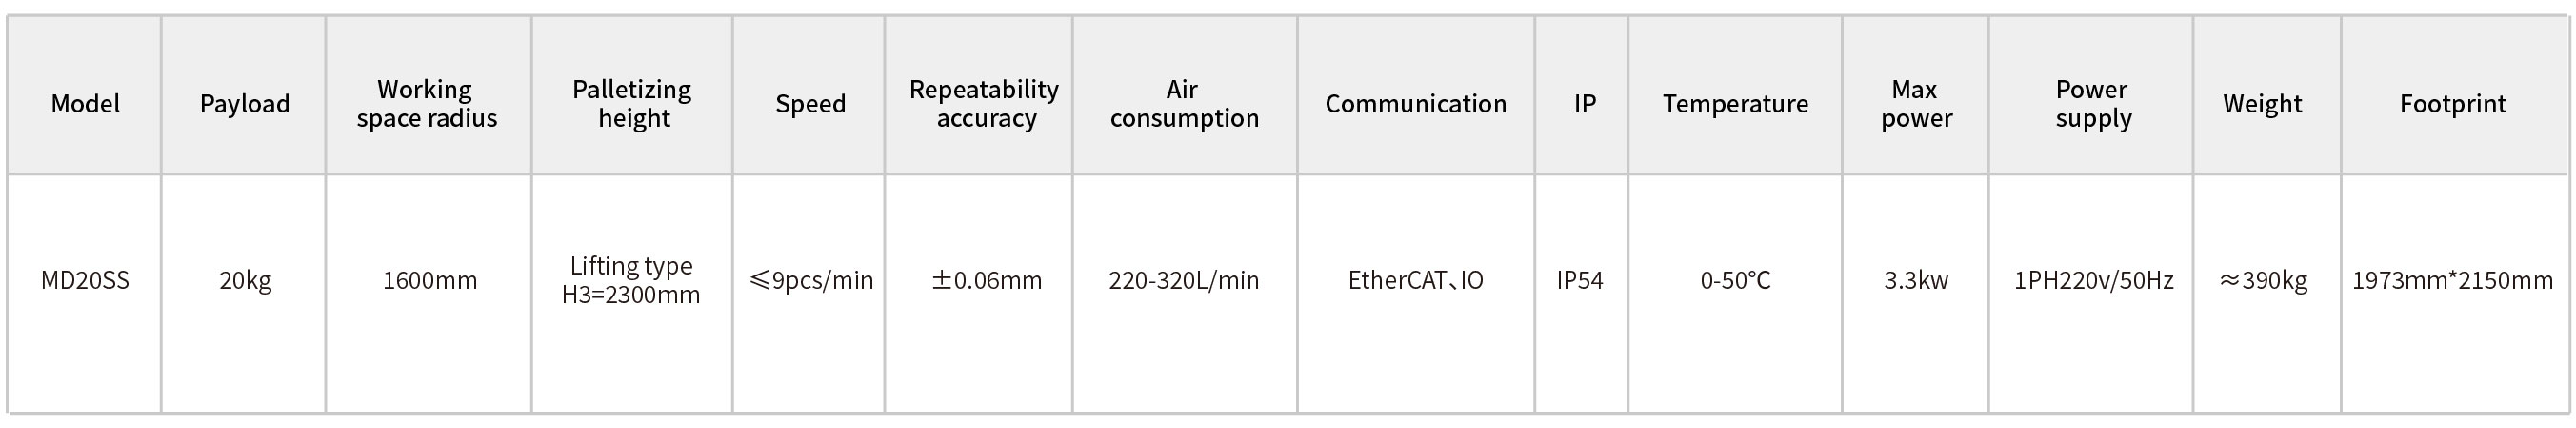 Model
Payload
Working
space radius
Palletizing
height
Speed
Repeatability
accuracy
Air
consumption
Communication
IP
Temperature
Max
power
Power
supply
Weight
Footprint
MD20SS
20kg
1600mm
Lifting type
H3=2300mm
≤9pcs/min
±0.06mm
220-320L/min
EtherCAT、IO
IP54
0-50℃
3.3kw
1PH220v/50Hz
≈390kg
1973mm*2150mm